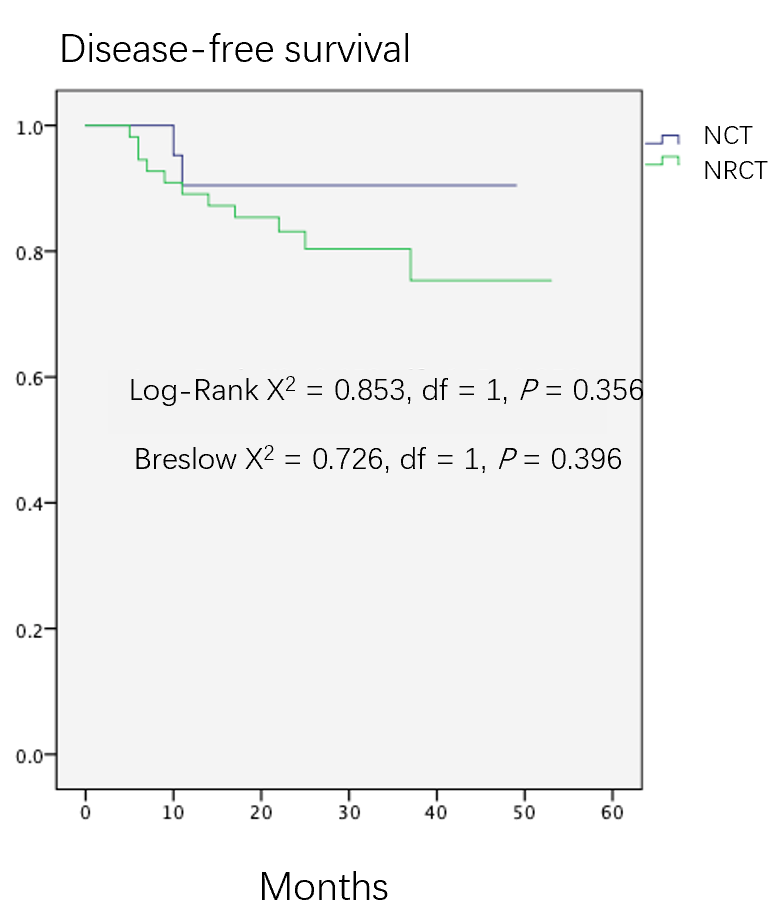 Disease-free survival
NCT
NRCT
1.0
0.8
0.6
0.4
0.2
0.0
Log-Rank X² = 0.853, df = 1, P = 0.356
Breslow X² = 0.726, df = 1, P = 0.396
0 10 20 30 40 50 60
Months